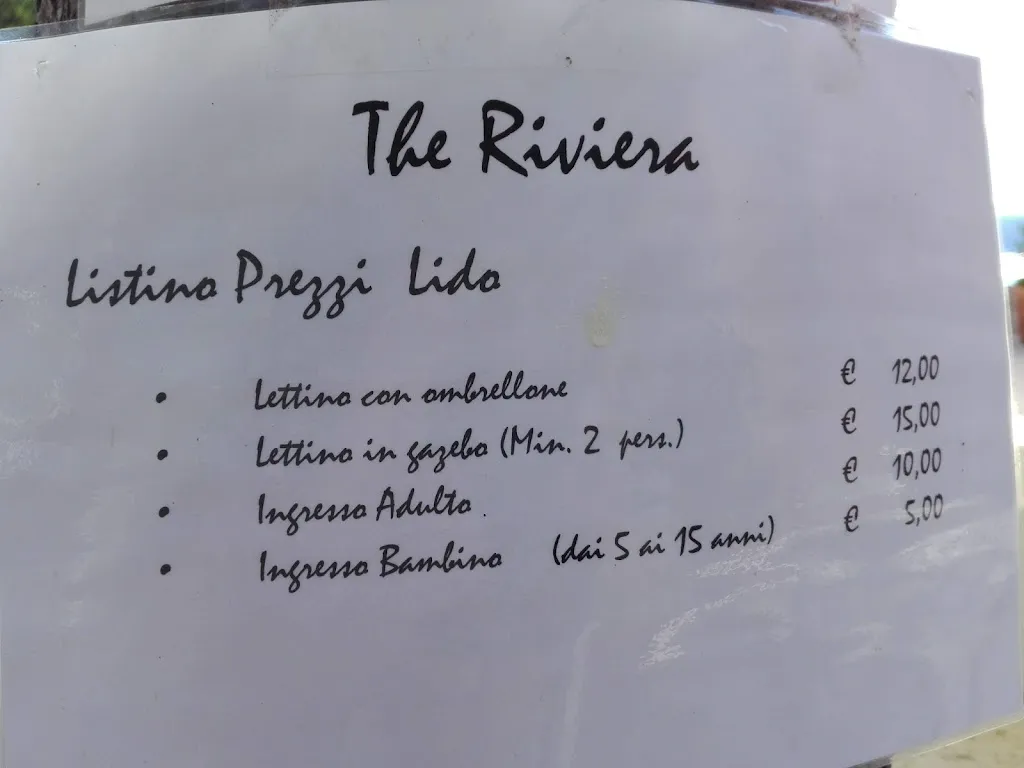 The Riviera
Listino Prezzi Lido
• Lettino con ombrellone € 12,00
• Lettino in gazebo (Min. 2 pers.) € 15,00
• Ingresso Adulto . € 10,00
• Ingresso Bambino (dai 5 ai 15 anni) € 5,00